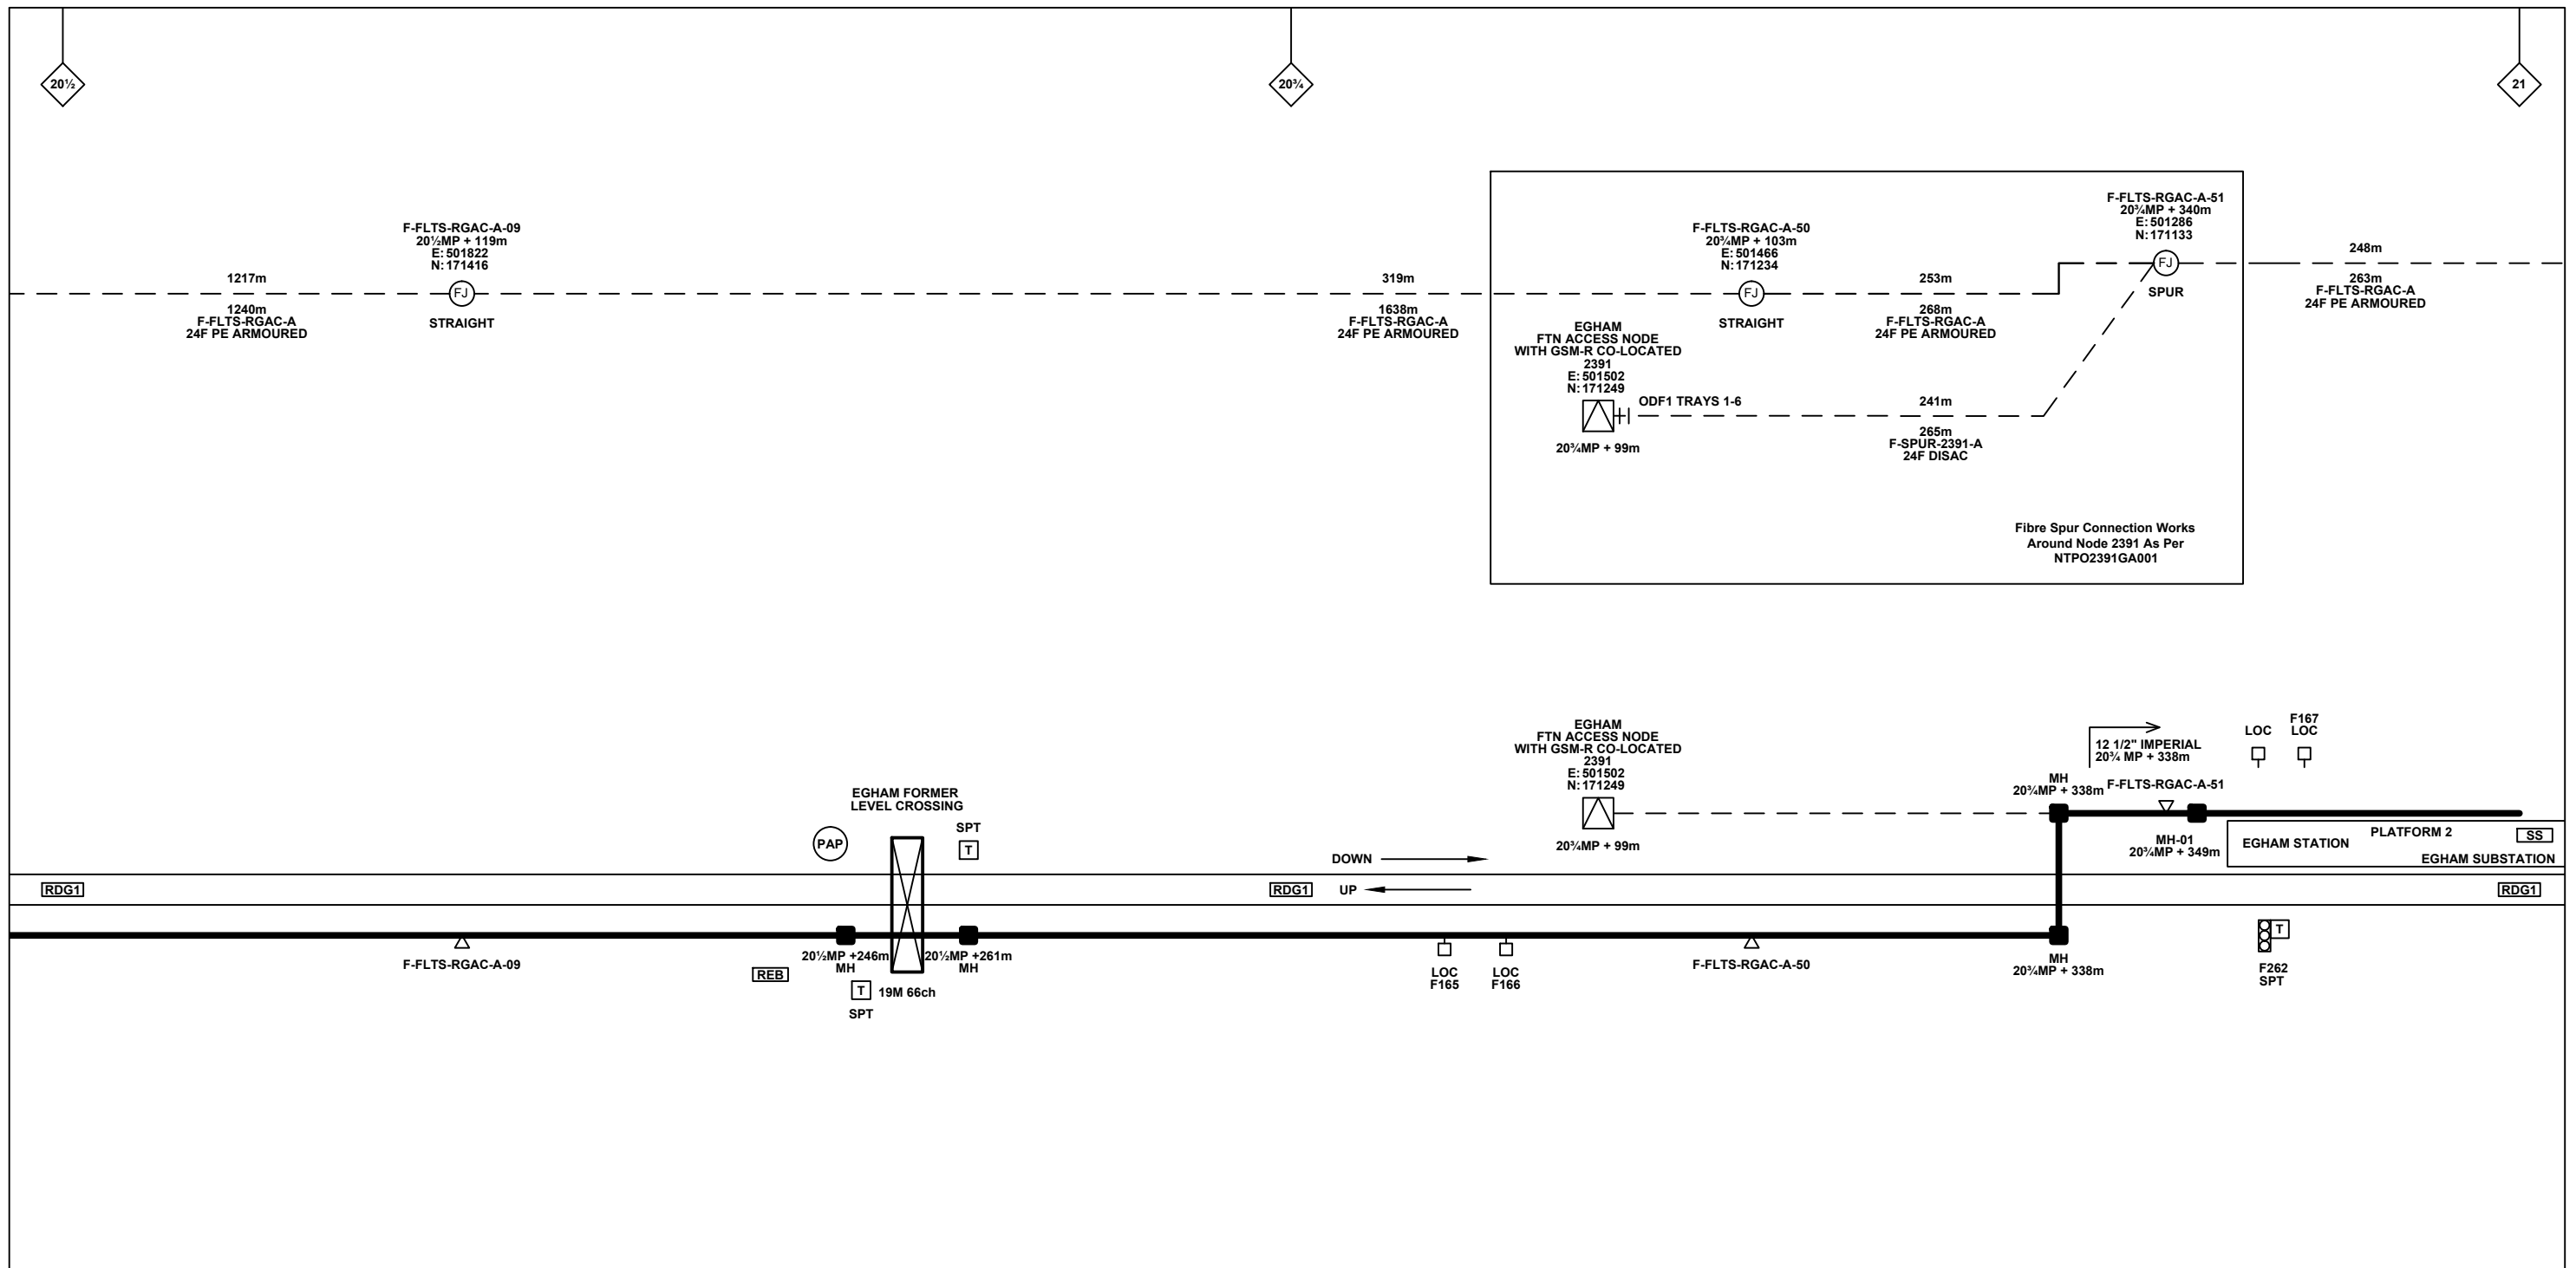 20½
20¾
21
F-FLTS-RGAC-A-09
20½MP + 119m
E: 501822
N: 171416
1217m
1240m
F-FLTS-RGAC-A
24F PE ARMOURED
FJ
STRAIGHT
319m
1638m
F-FLTS-RGAC-A
24F PE ARMOURED
F-FLTS-RGAC-A-50
20¾MP + 103m
E: 501466
N: 171234
FJ
STRAIGHT
253m
268m
F-FLTS-RGAC-A
24F PE ARMOURED
F-FLTS-RGAC-A-51
20¾MP + 340m
E: 501286
N: 171133
FJ
SPUR
248m
263m
F-FLTS-RGAC-A
24F PE ARMOURED
EGHAM
FTN ACCESS NODE
WITH GSM-R CO-LOCATED
2391
E: 501502
N: 171249
ODF1 TRAYS 1-6
20¾MP + 99m
241m
265m
F-SPUR-2391-A
24F DISAC
Fibre Spur Connection Works
Around Node 2391 As Per
NTPO2391GA001
EGHAM
FTN ACCESS NODE
WITH GSM-R CO-LOCATED
2391
E: 501502
N: 171249
20¾MP + 99m
12 1/2" IMPERIAL
20¾ MP + 338m
LOC
F167
LOC
MH
20¾MP + 338m
F-FLTS-RGAC-A-51
MH-01
20¾MP + 349m
EGHAM STATION
PLATFORM 2
SS
EGHAM SUBSTATION
EGHAM FORMER
LEVEL CROSSING
PAP
SPT
T
DOWN
RDG1
RDG1
UP
RDG1
F-FLTS-RGAC-A-09
REB
20½MP +246m
MH
20½MP +261m
MH
T
19M 66ch
SPT
LOC
F165
LOC
F166
F-FLTS-RGAC-A-50
MH
20¾MP + 338m
T
F262
SPT